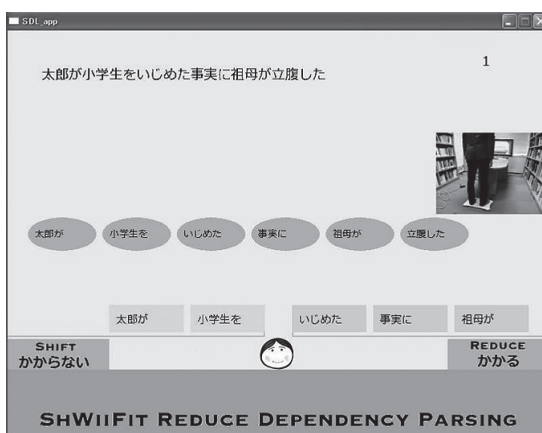 SDL_app
1
太郎が小学生をいじめた事実に祖母が立腹した
太郎が 小学生を いじめた 事実に 祖母が 立腹した
太郎が 小学生を いじめた 事実に 祖母が
SHIFT
かからない
REDUCE
かかる
SHWIIFIT REDUCE DEPENDENCY PARSING